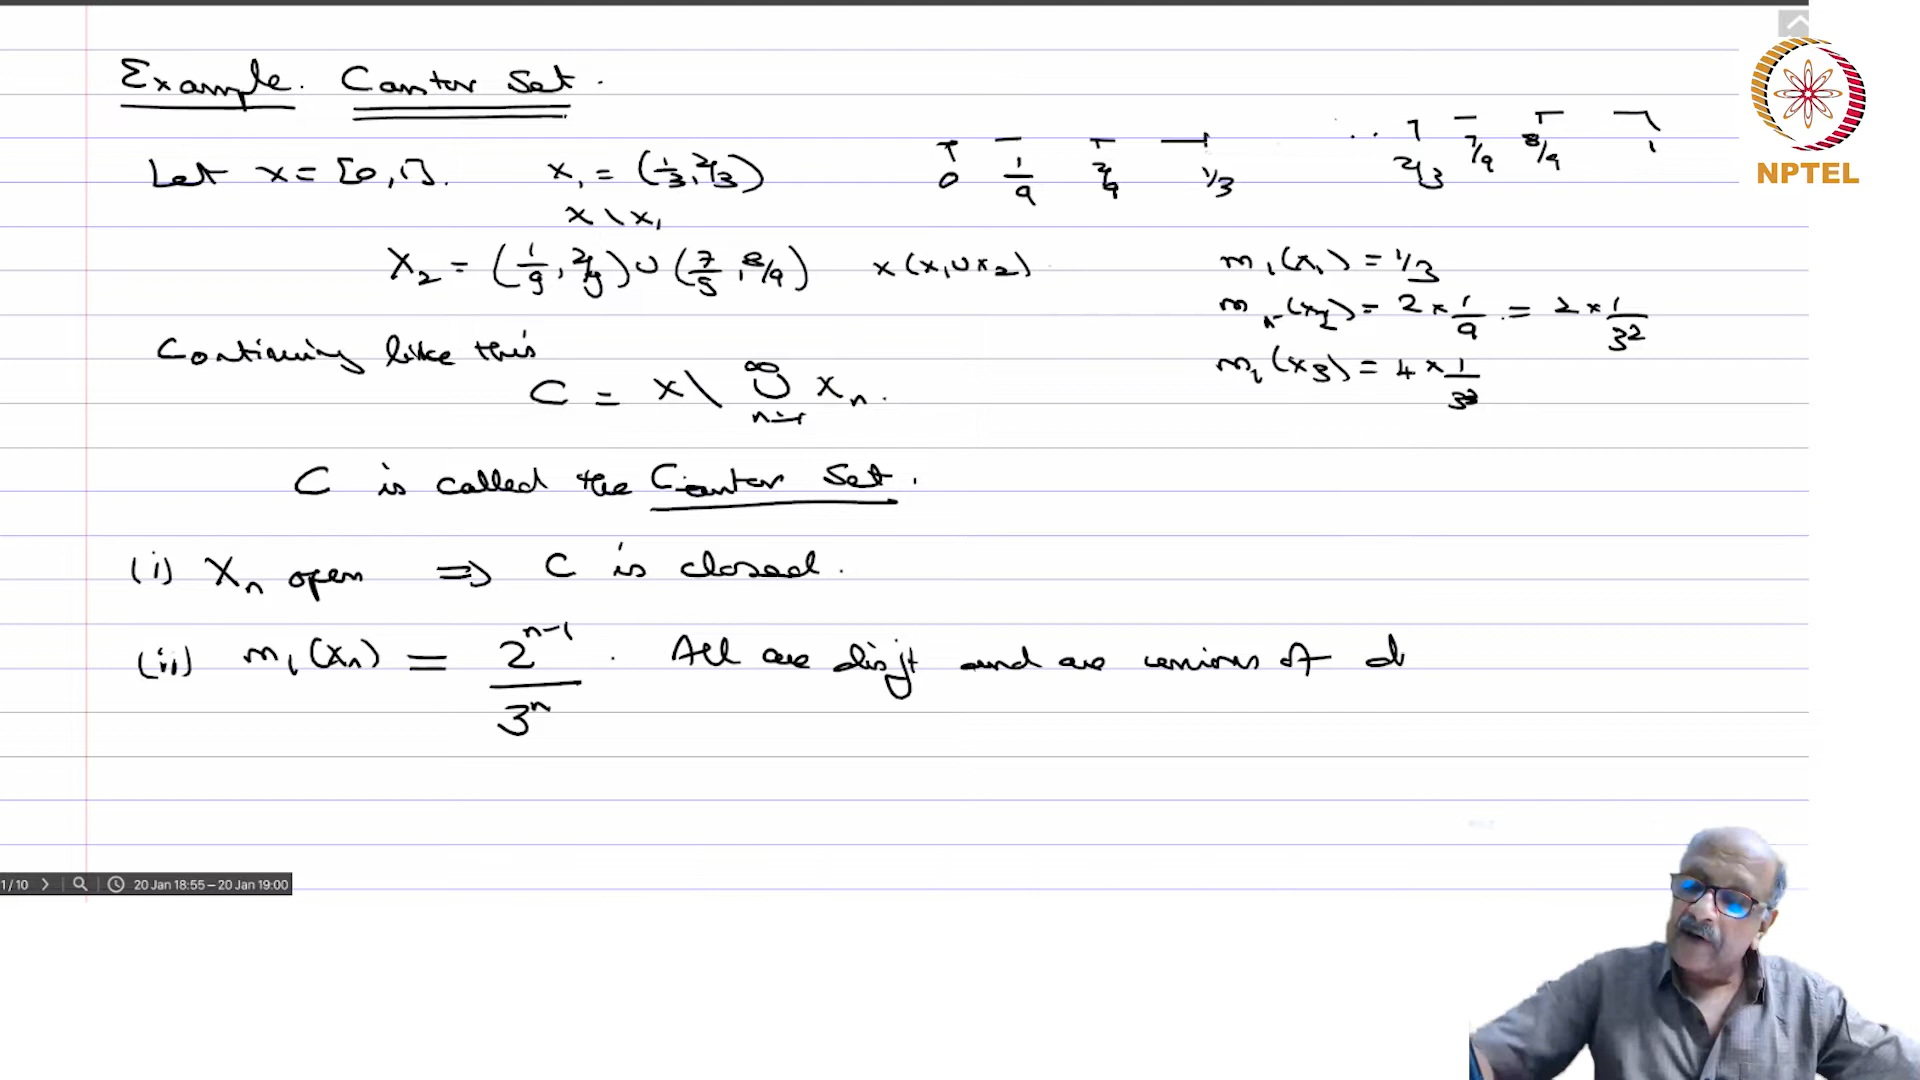 Example. Cantor Set.
0 1/9 2/9 1/3 .. 2/3 7/9 8/9 1
NPTEL
Let X = [0,1]. X₁ = (1/3, 2/3)
X \ X₁
X₂ = (1/9, 2/9) ∪ (7/9, 8/9) X (X₁ ∪ X₂)
m₁(X₁) = 1/3
m₁(X₂) = 2 × 1/9 = 2 × 1/3²
m₁(X₃) = 4 × 1/3³
Continuing like this
C = X \ ∪_{n=1}^{∞} Xₙ.
C is called the Cantor Set.
(i) Xₙ open ⇒ C is closed.
(ii) m₁(Xₙ) = 2^{n-1}/3^n. All are disjt and are unions of d
1/10 20 Jan 18:55 – 20 Jan 19:00